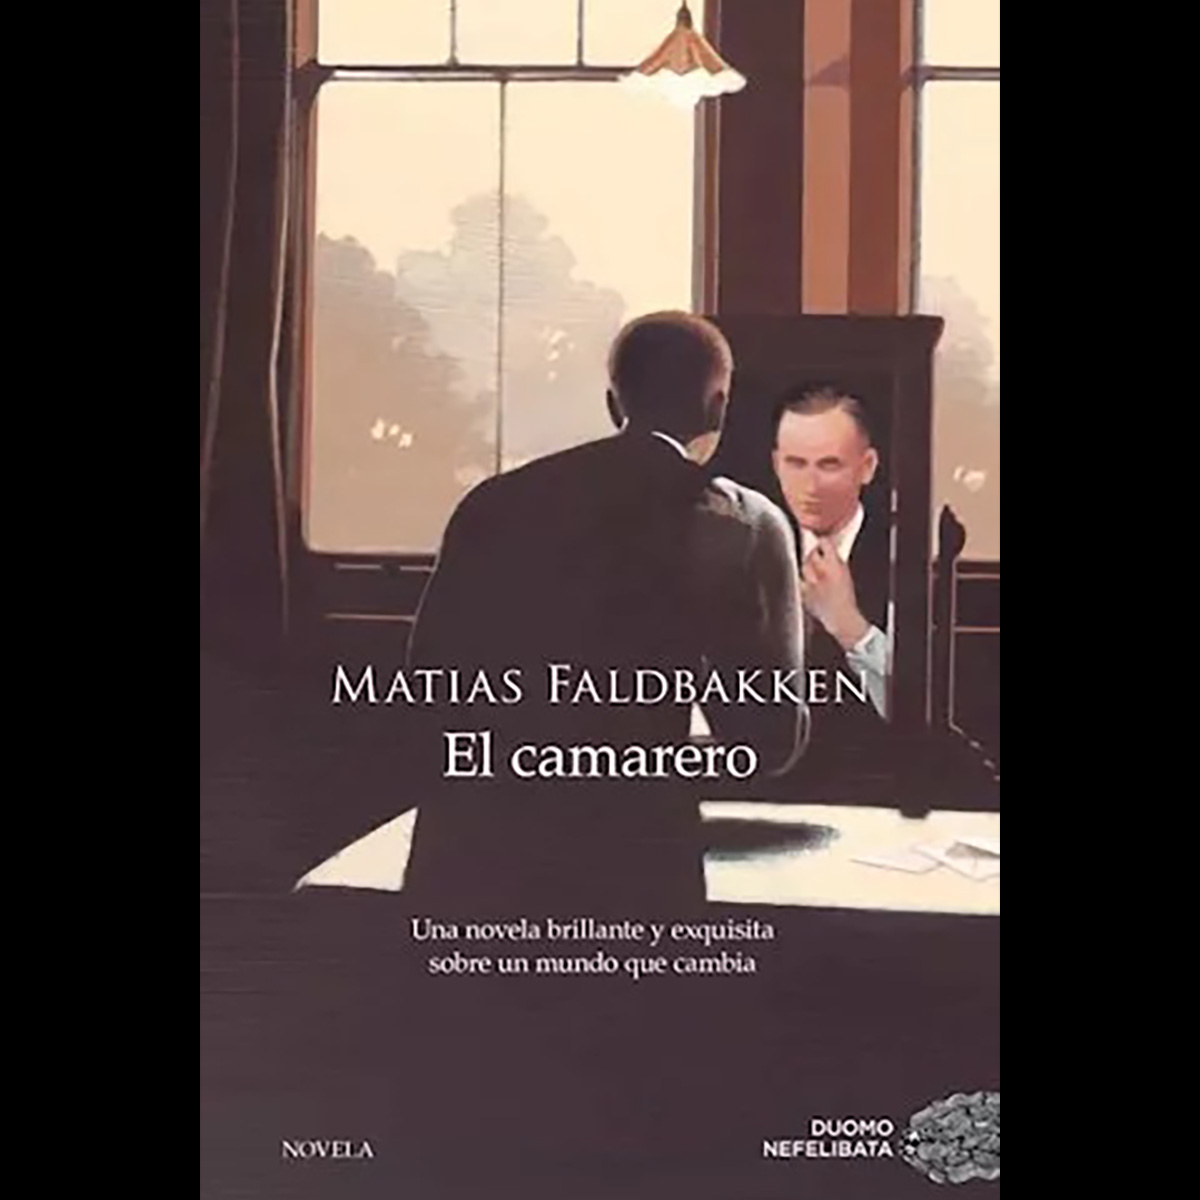 MATIAS FALDBAKKEN
El camarero
Una novela brillante y exquisita
sobre un mundo que cambia
NOVELA
DUOMO
NEFELIBATA